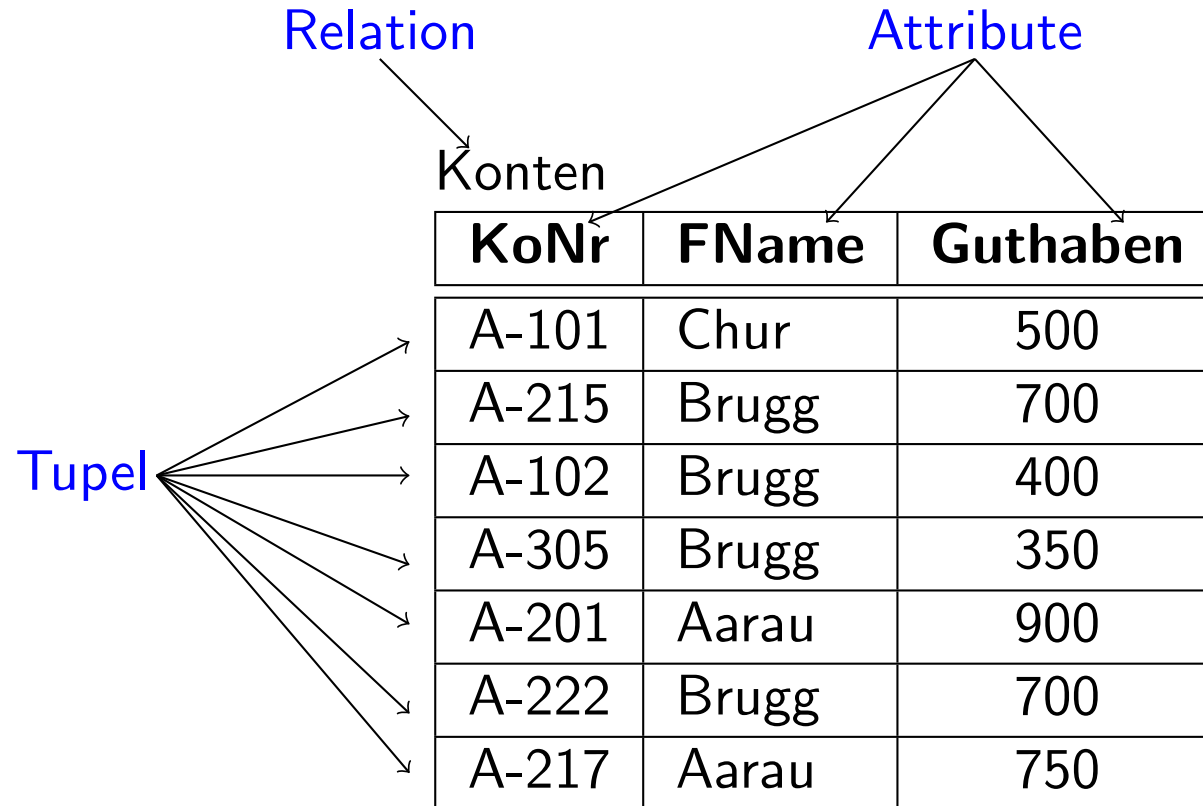 Relation Attribute
Konten
KoNr FName Guthaben
A-101 Chur 500
A-215 Brugg 700
Tupel
A-102 Brugg 400
A-305 Brugg 350
A-201 Aarau 900
A-222 Brugg 700
A-217 Aarau 750